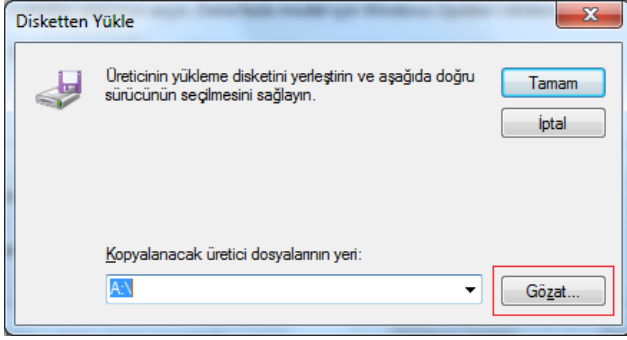 Disketten Yükle
Üreticinin yükleme disketini yerleştirin ve aşağıda doğru
sürücünün seçilmesini sağlayın.
Tamam
İptal
Kopyalanacak üretici dosyalarının yeri:
A:\
Gözat...